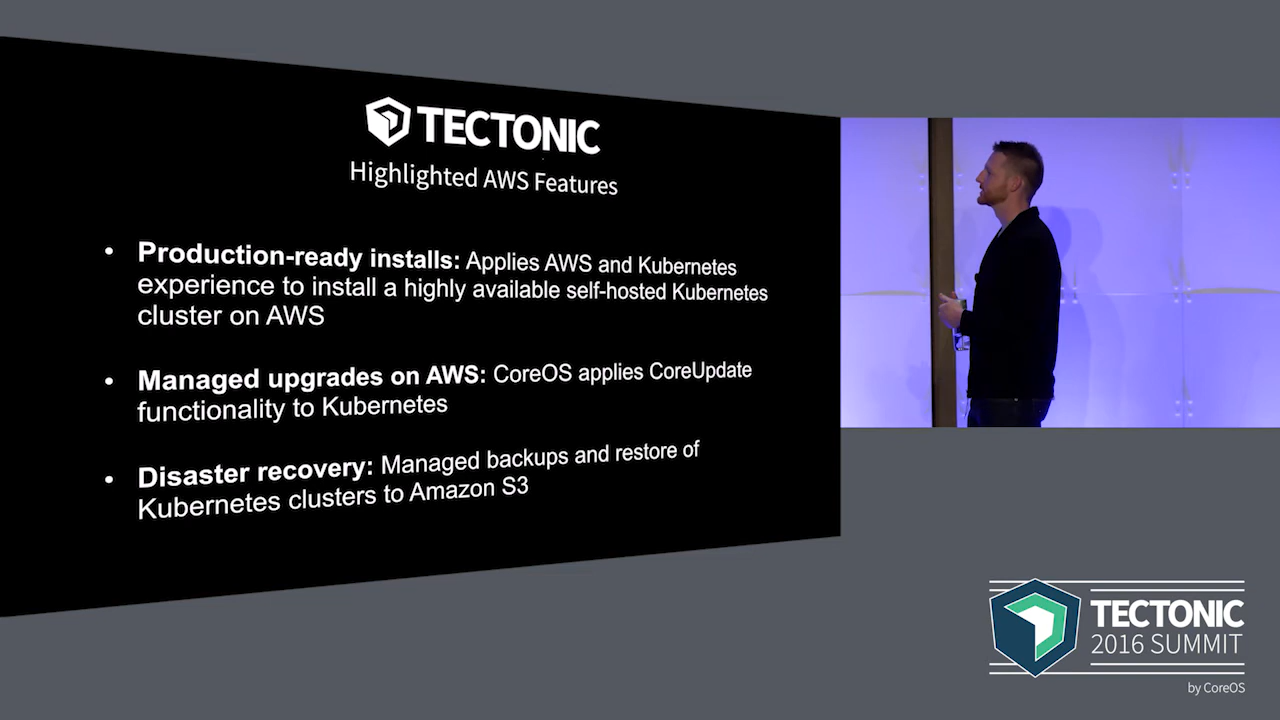 TECTONIC
Highlighted AWS Features
• Production-ready installs: Applies AWS and Kubernetes
experience to install a highly available self-hosted Kubernetes
cluster on AWS
• Managed upgrades on AWS: CoreOS applies CoreUpdate
functionality to Kubernetes
• Disaster recovery: Managed backups and restore of
Kubernetes clusters to Amazon S3
TECTONIC
2016 SUMMIT
by CoreOS